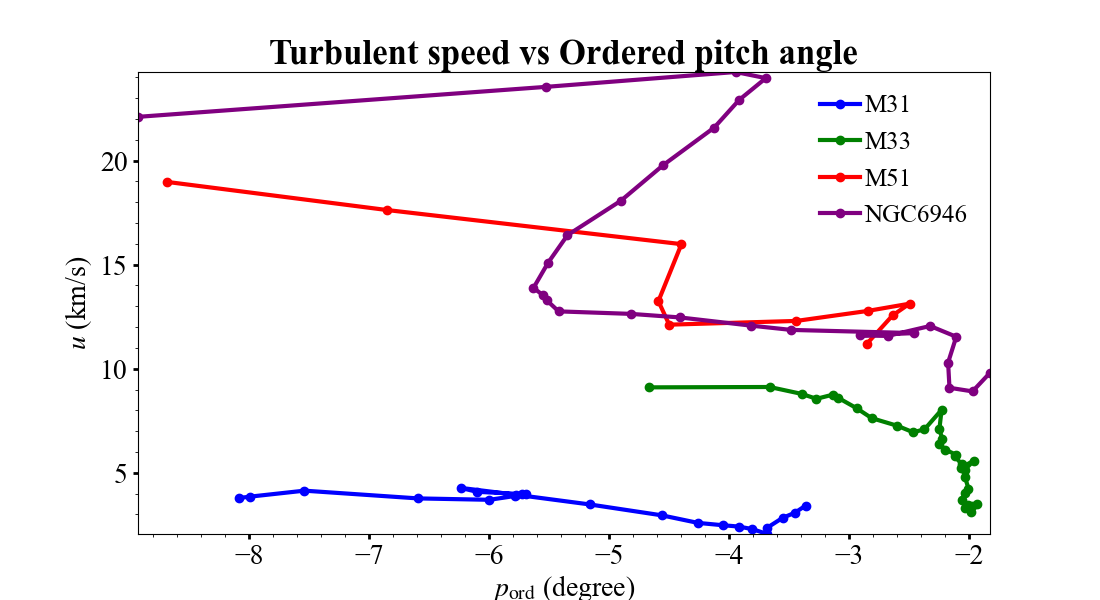 Turbulent speed vs Ordered pitch angle
M31
M33
M51
NGC6946
20
15
10
5
u (km/s)
−8 −7 −6 −5 −4 −3 −2
pord (degree)